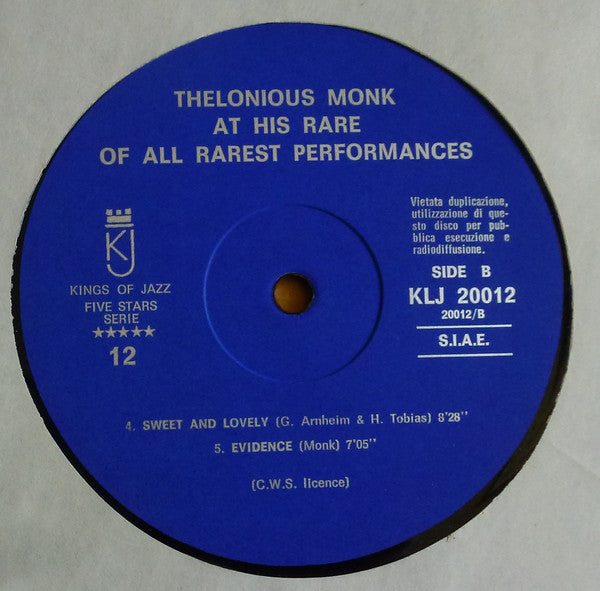 THELONIOUS MONK
AT HIS RARE
OF ALL RAREST PERFORMANCES
KJ
KINGS OF JAZZ
FIVE STARS
SERIE
★★★★★
12
Vietata duplicazione,
utilizzazione di que-
sto disco per pub-
blica esecuzione e
radiodiffusione.
SIDE B
KLJ 20012
20012/B
S.I.A.E.
4. SWEET AND LOVELY (G. Arnheim & H. Tobias) 8'28"
5. EVIDENCE (Monk) 7'05"
(C.W.S. licence)